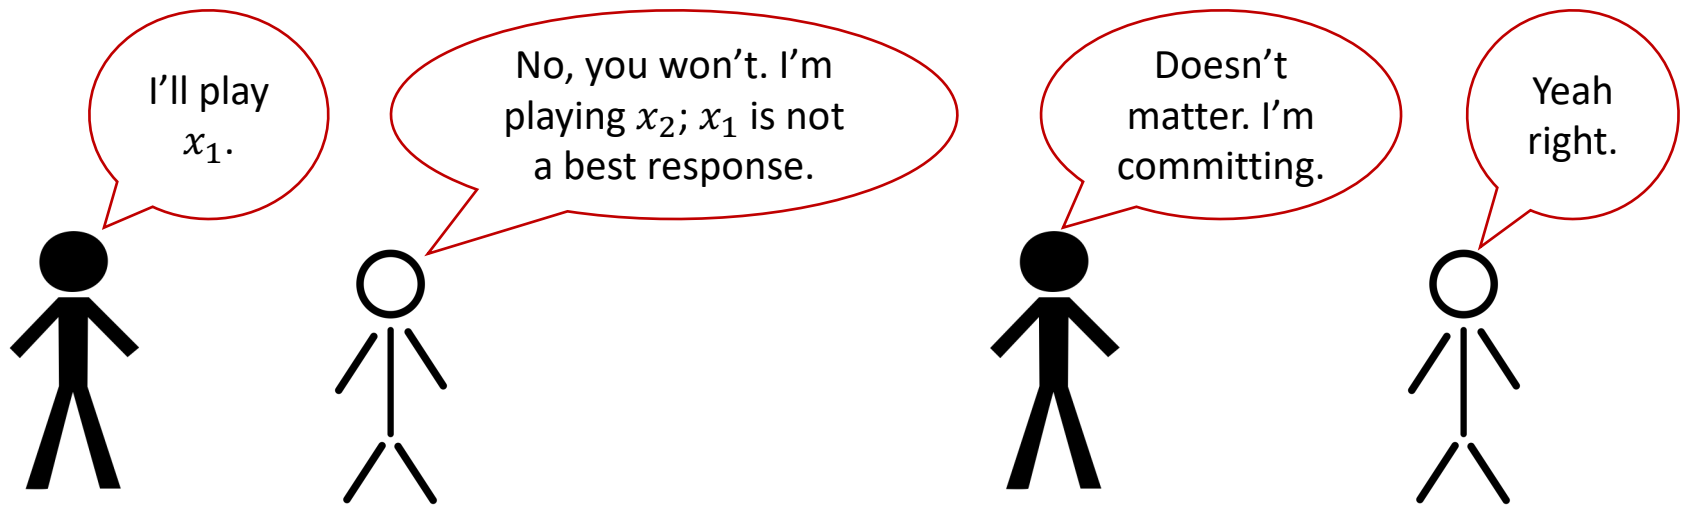 I'll play
x₁.
No, you won't. I'm
playing x₂; x₁ is not
a best response.
Doesn't
matter. I'm
committing.
Yeah
right.